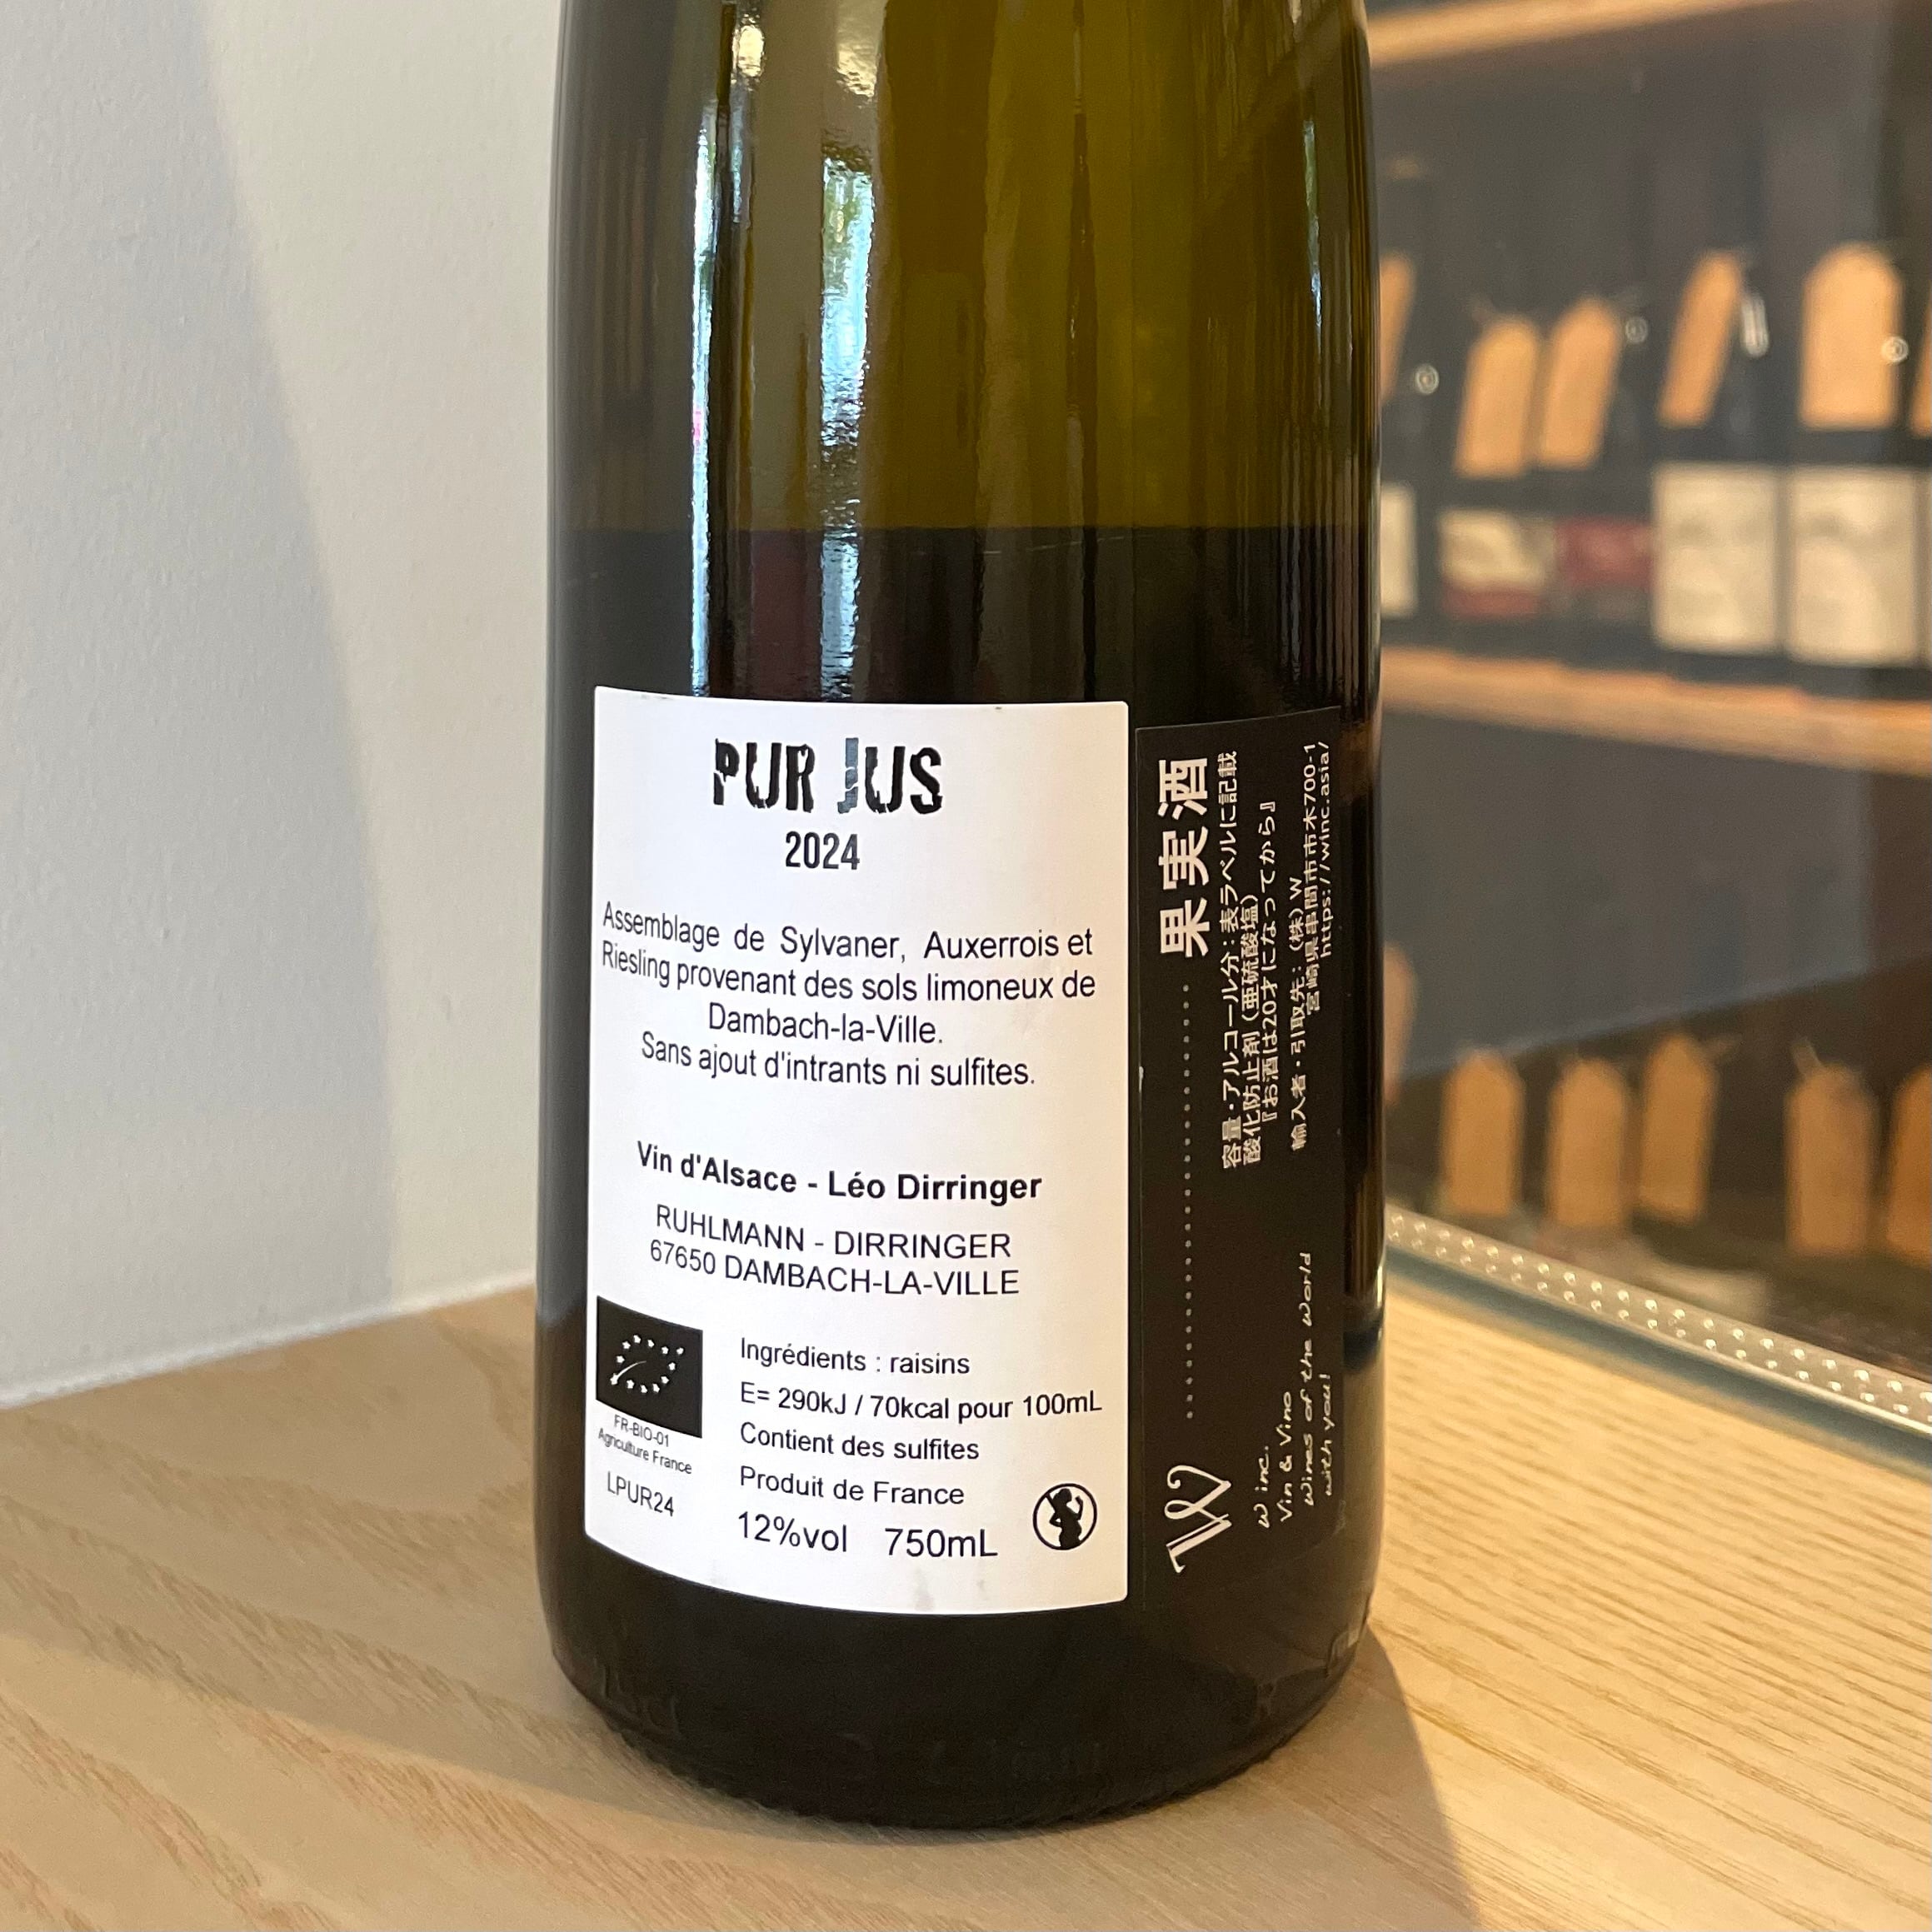 PUR JUS
2024
Assemblage de Sylvaner, Auxerrois et
Riesling provenant des sols limoneux de
Dambach-la-Ville.
Sans ajout d'intrants ni sulfites.
Vin d'Alsace - Léo Dirringer
RUHLMANN - DIRRINGER
67650 DAMBACH-LA-VILLE
FR-BIO-01
Agriculture France
LPUR24
Ingrédients : raisins
E= 290kJ / 70kcal pour 100mL
Contient des sulfites
Produit de France
12%vol 750mL
果実酒
容量・アルコール分：表ラベルに記載
酸化防止剤（亜硫酸塩）
『お酒は20才になってから』
輸入者・引取先：（株）W
宮崎県串間市市木700-1
https://winc.asia/
W
W inc.
Vin & Vino
Wines of the World
with you!